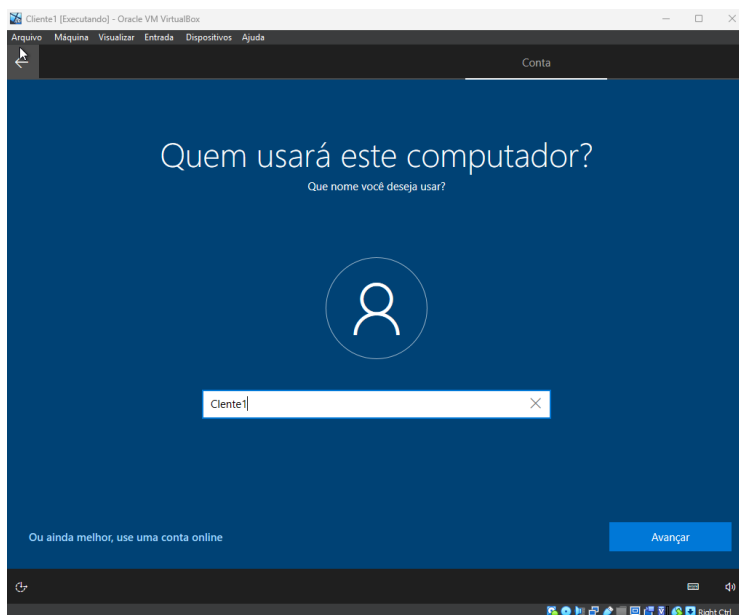 Cliente1 [Executando] - Oracle VM VirtualBox
Arquivo Máquina Visualizar Entrada Dispositivos Ajuda
Conta
Quem usará este computador?
Que nome você deseja usar?
Clente1
Ou ainda melhor, use uma conta online
Avançar
Right Ctrl